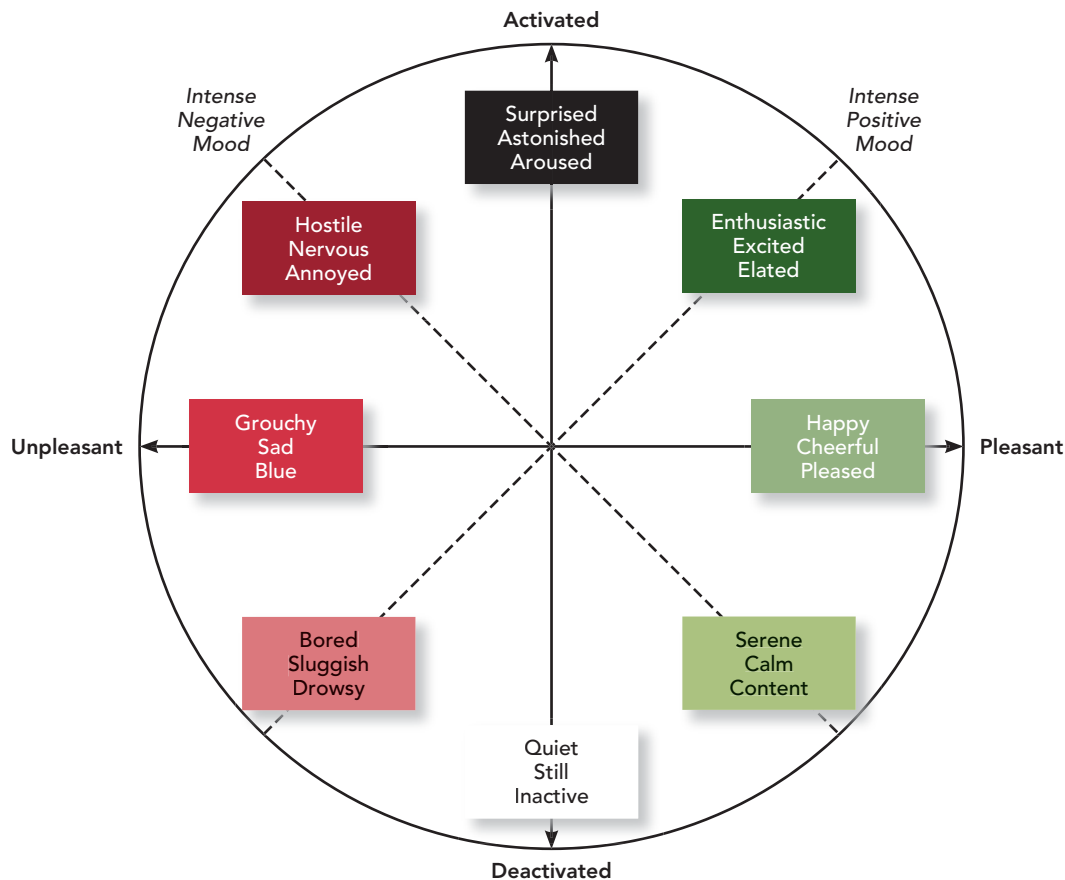 Activated
Intense
Negative
Mood
Surprised
Astonished
Aroused
Intense
Positive
Mood
Hostile
Nervous
Annoyed
Enthusiastic
Excited
Elated
Unpleasant
Grouchy
Sad
Blue
Happy
Cheerful
Pleased
Pleasant
Bored
Sluggish
Drowsy
Serene
Calm
Content
Quiet
Still
Inactive
Deactivated